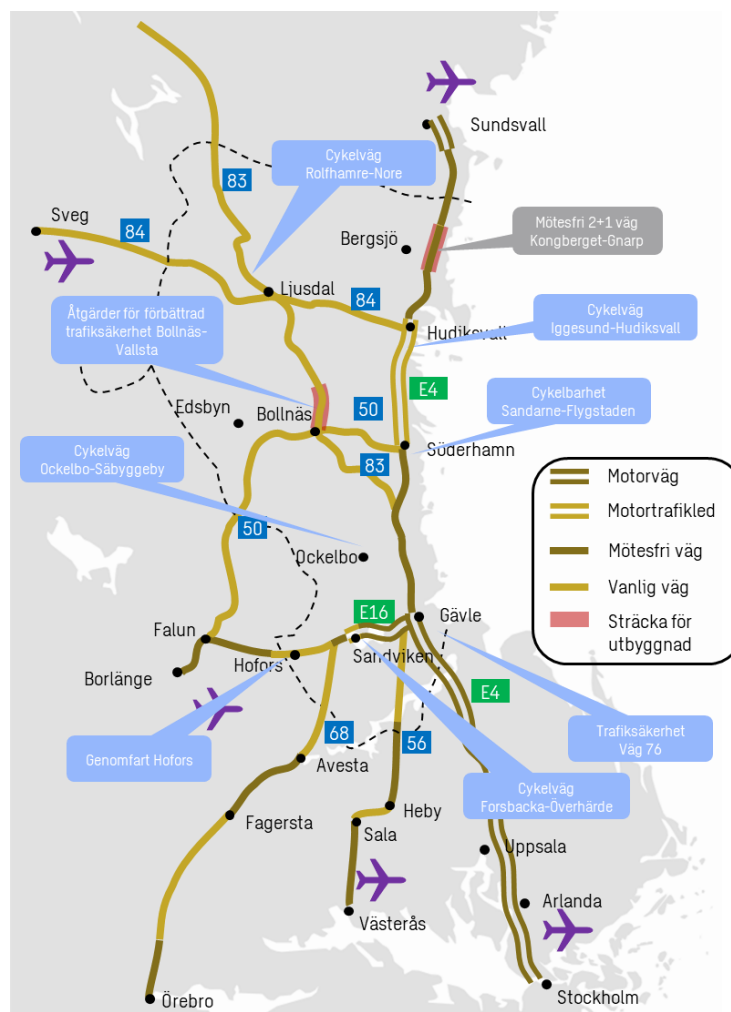 Sundsvall
Cykelväg
Rolfhamre-Nore
83
Sveg
84
Bergsjö
Mötesfri 2+1 väg
Kongberget-Gnarp
Ljusdal
84
Åtgärder för förbättrad
trafiksäkerhet Bollnäs-
Vallsta
Hudiksvall
Cykelväg
Iggesund-Hudiksvall
E4
Edsbyn
Bollnäs
50
Cykelbarhet
Sandarne-Flygstaden
Cykelväg
Ockelbo-Säbyggeby
83
Söderhamn
Motorväg
Motortrafikled
Mötesfri väg
Vanlig väg
Sträcka för
utbyggnad
50
Ockelbo
E16
Gävle
Falun
Hofors
Sandviken
Borlänge
E4
68
56
Genomfart Hofors
Trafiksäkerhet
Väg 76
Avesta
Cykelväg
Forsbacka-Överhärde
Heby
Fagersta
Sala
Uppsala
Arlanda
Västerås
Örebro
Stockholm